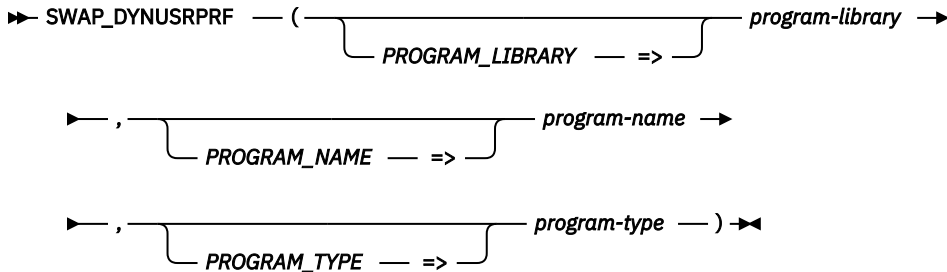 SWAP_DYNUSRPRF ( program-library
PROGRAM_LIBRARY =>
, program-name
PROGRAM_NAME =>
, program-type )
PROGRAM_TYPE =>